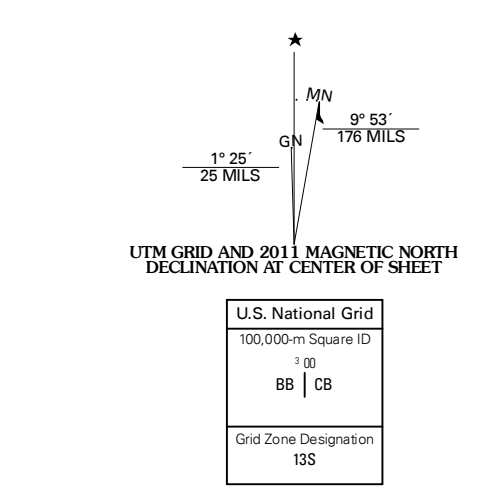 ★
MN
GN
9° 53´
176 MILS
1° 25´
25 MILS
UTM GRID AND 2011 MAGNETIC NORTH
DECLINATION AT CENTER OF SHEET
U.S. National Grid
100,000-m Square ID
3 00
BB | CB
Grid Zone Designation
13S